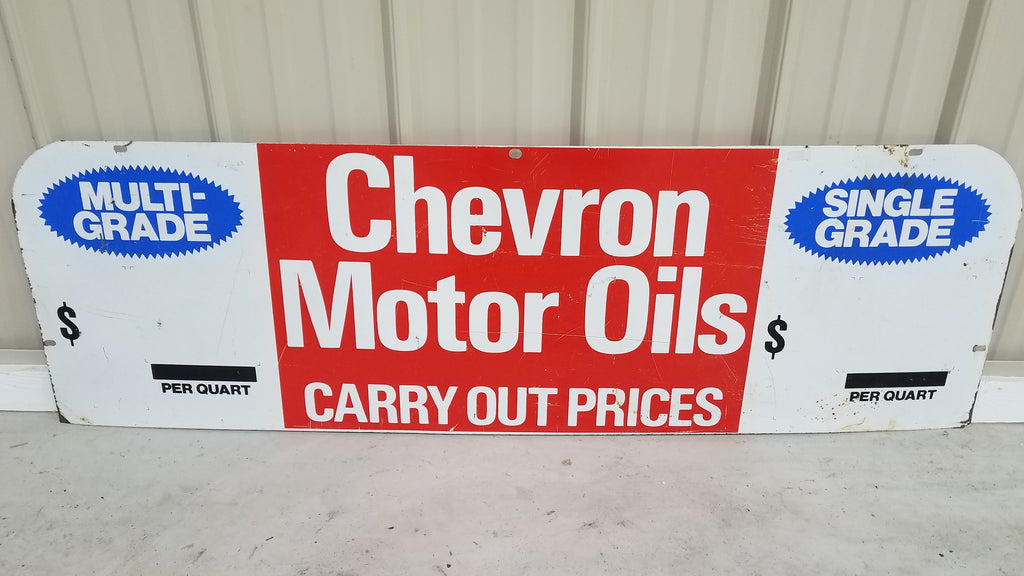 MULTI-
GRADE
$
PER QUART
Chevron
Motor Oils
CARRY OUT PRICES
SINGLE
GRADE
$
PER QUART